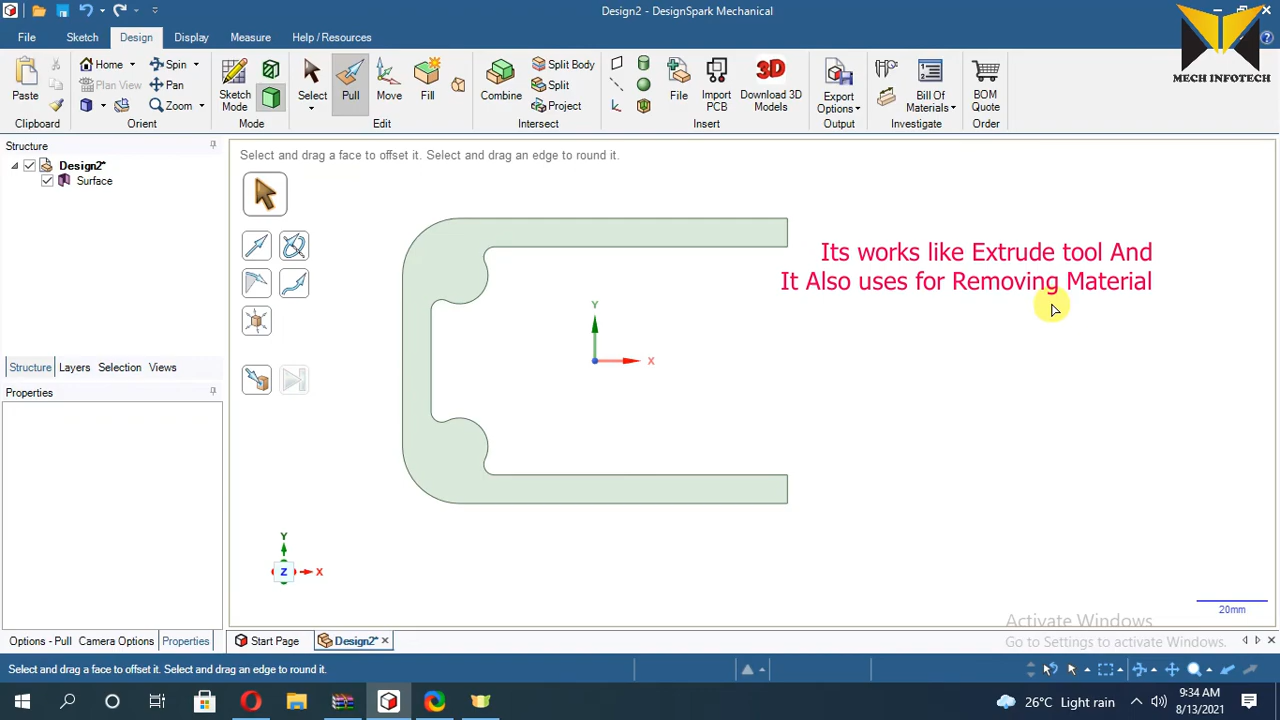 Design2 - DesignSpark Mechanical
File Sketch Design Display Measure Help / Resources
MECH INFOTECH
Paste
Clipboard
Home Spin
Plan View Pan
Zoom
Orient
Sketch Mode
Mode
Select
Pull
Move
Fill
Edit
Combine
Split Body
Split
Project
Intersect
File
Import PCB
3D
Download 3D Models
Insert
Export Options
Output
Bill Of Materials
Investigate
BOM Quote
Order
Structure
Design2*
Surface
Select and drag a face to offset it. Select and drag an edge to round it.
Its works like Extrude tool And
It Also uses for Removing Material
Y
X
Structure Layers Selection Views
Properties
Y
Z X
20mm
Activate Windows
Go to Settings to activate Windows.
Options - Pull Camera Options Properties
Start Page Design2*
Select and drag a face to offset it. Select and drag an edge to round it.
26°C Light rain
9:34 AM
8/13/2021